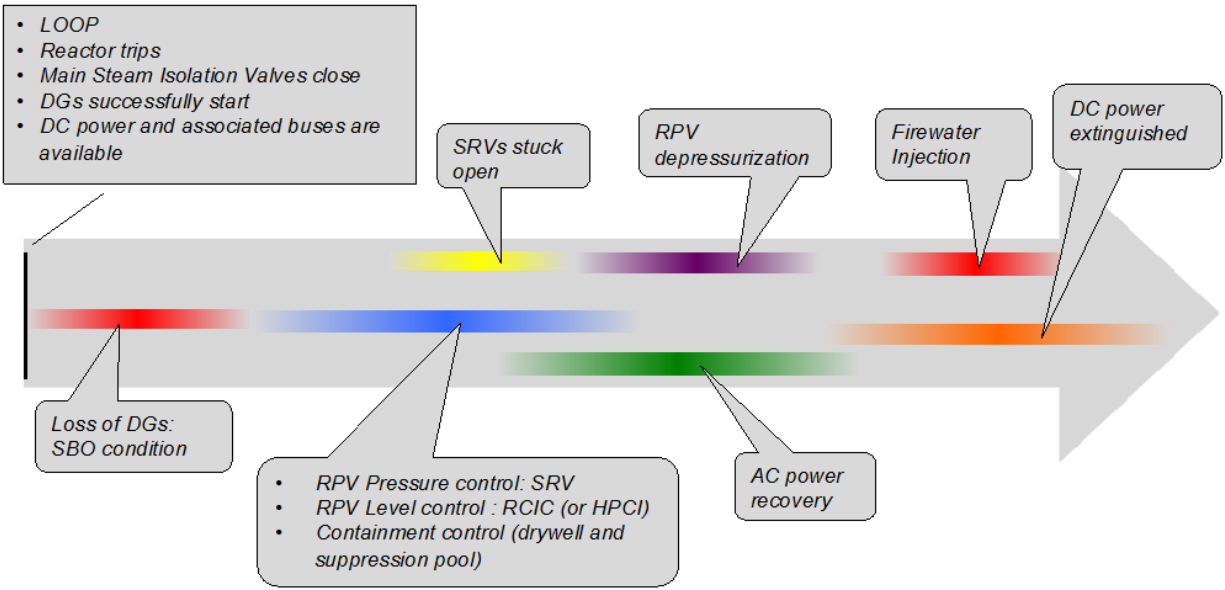 • LOOP
• Reactor trips
• Main Steam Isolation Valves close
• DGs successfully start
• DC power and associated buses are
available
SRVs stuck
open
RPV
depressurization
Firewater
Injection
DC power
extinguished
Loss of DGs:
SBO condition
• RPV Pressure control: SRV
• RPV Level control : RCIC (or HPCI)
• Containment control (drywell and
suppression pool)
AC power
recovery